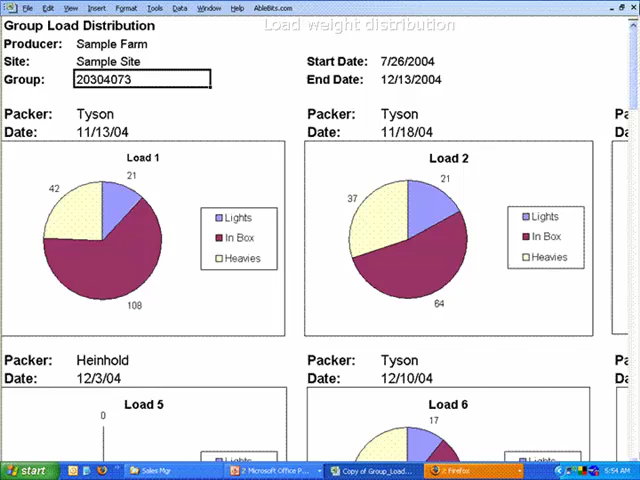 File Edit View Insert Format Tools Data Window Help AbleBits.com
Load weight distribution
Group Load Distribution
Producer: Sample Farm
Site: Sample Site Start Date: 7/26/2004
Group: 20304073 End Date: 12/13/2004
Packer: Tyson Packer: Tyson
Date: 11/13/04 Date: 11/18/04
Load 1 Load 2
21 21
42 37
Lights Lights
In Box In Box
Heavies Heavies
108 64
Packer: Heinhold Packer: Tyson
Date: 12/3/04 Date: 12/10/04
Load 5 Load 6
0 17
start Sales Mgr 2 Microsoft Office P... Copy of Group_Load... 2 Firefox 5:54 AM